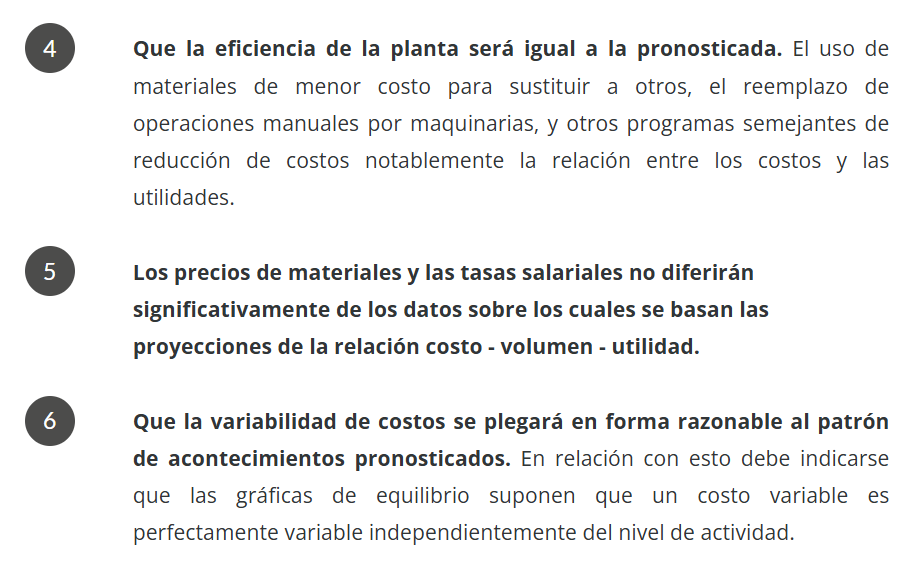 4
Que la eficiencia de la planta será igual a la pronosticada. El uso de
materiales de menor costo para sustituir a otros, el reemplazo de
operaciones manuales por maquinarias, y otros programas semejantes de
reducción de costos notablemente la relación entre los costos y las
utilidades.
5
Los precios de materiales y las tasas salariales no diferirán
significativamente de los datos sobre los cuales se basan las
proyecciones de la relación costo - volumen - utilidad.
6
Que la variabilidad de costos se plegará en forma razonable al patrón
de acontecimientos pronosticados. En relación con esto debe indicarse
que las gráficas de equilibrio suponen que un costo variable es
perfectamente variable independientemente del nivel de actividad.